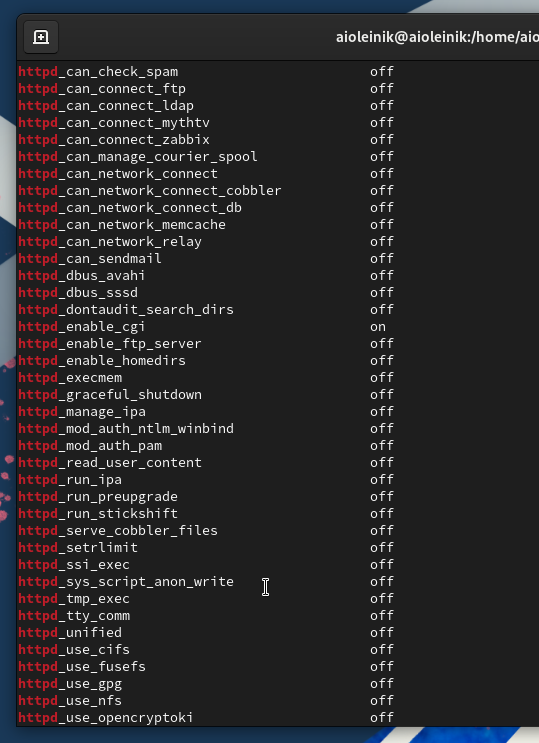 aioleinik@aioleinik:/home/aio
httpd_can_check_spam off
httpd_can_connect_ftp off
httpd_can_connect_ldap off
httpd_can_connect_mythtv off
httpd_can_connect_zabbix off
httpd_can_manage_courier_spool off
httpd_can_network_connect off
httpd_can_network_connect_cobbler off
httpd_can_network_connect_db off
httpd_can_network_memcache off
httpd_can_network_relay off
httpd_can_sendmail off
httpd_dbus_avahi off
httpd_dbus_sssd off
httpd_dontaudit_search_dirs off
httpd_enable_cgi on
httpd_enable_ftp_server off
httpd_enable_homedirs off
httpd_execmem off
httpd_graceful_shutdown off
httpd_manage_ipa off
httpd_mod_auth_ntlm_winbind off
httpd_mod_auth_pam off
httpd_read_user_content off
httpd_run_ipa off
httpd_run_preupgrade off
httpd_run_stickshift off
httpd_serve_cobbler_files off
httpd_setrlimit off
httpd_ssi_exec off
httpd_sys_script_anon_write off
httpd_tmp_exec off
httpd_tty_comm off
httpd_unified off
httpd_use_cifs off
httpd_use_fusefs off
httpd_use_gpg off
httpd_use_nfs off
httpd_use_opencryptoki off